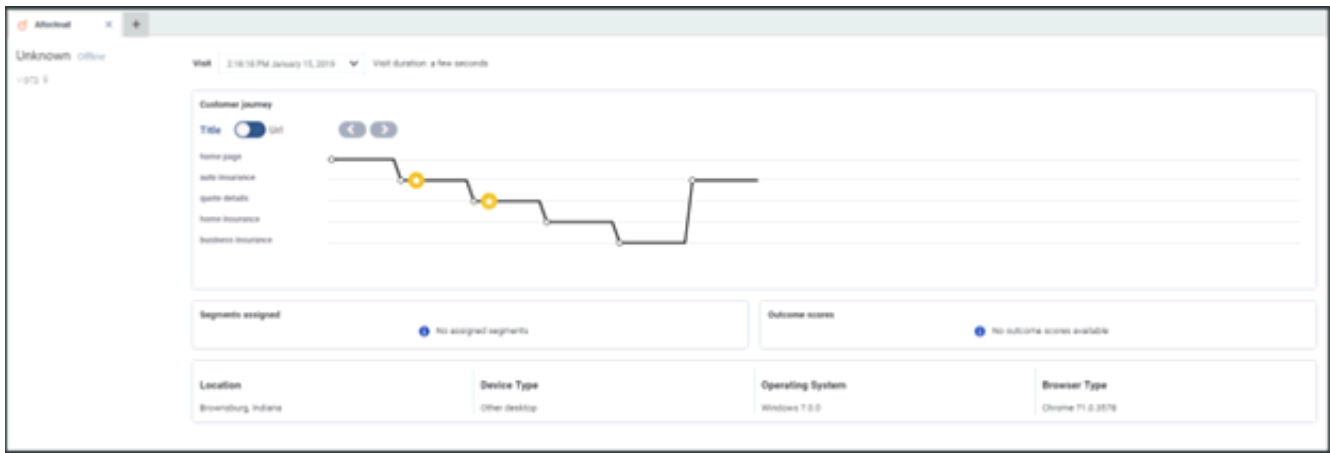 Altocloud
Unknown Offline
Visit 2:18:18 PM January 15, 2019 Visit duration: a few seconds
Customer journey
Title Url
home page
auto insurance
quote details
home insurance
business insurance
Segments assigned
No assigned segments
Outcome scores
No outcome scores available
Location
Brownsburg, Indiana
Device Type
Other desktop
Operating System
Windows 7.0.0
Browser Type
Chrome 71.0.3578